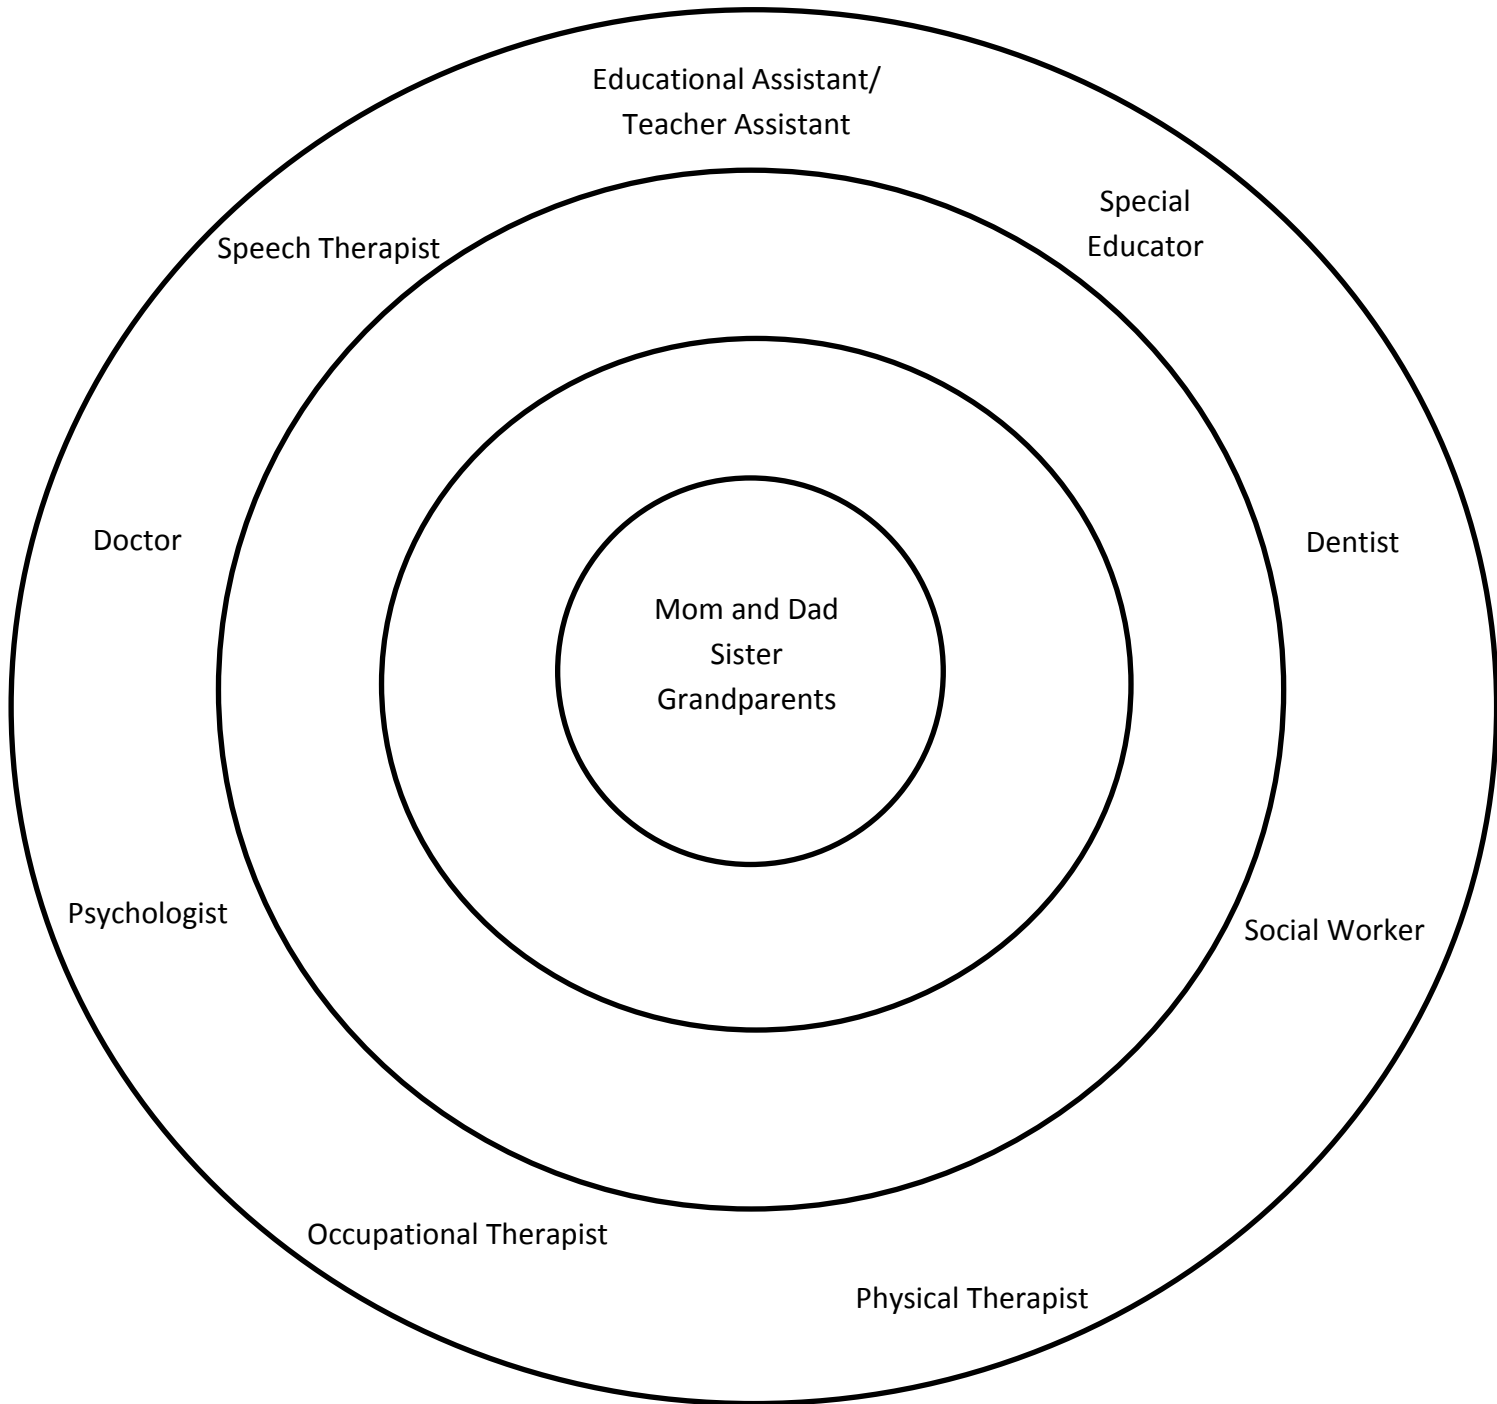 Educational Assistant/
Teacher Assistant
Special
Educator
Speech Therapist
Doctor
Dentist
Mom and Dad
Sister
Grandparents
Psychologist
Social Worker
Occupational Therapist
Physical Therapist